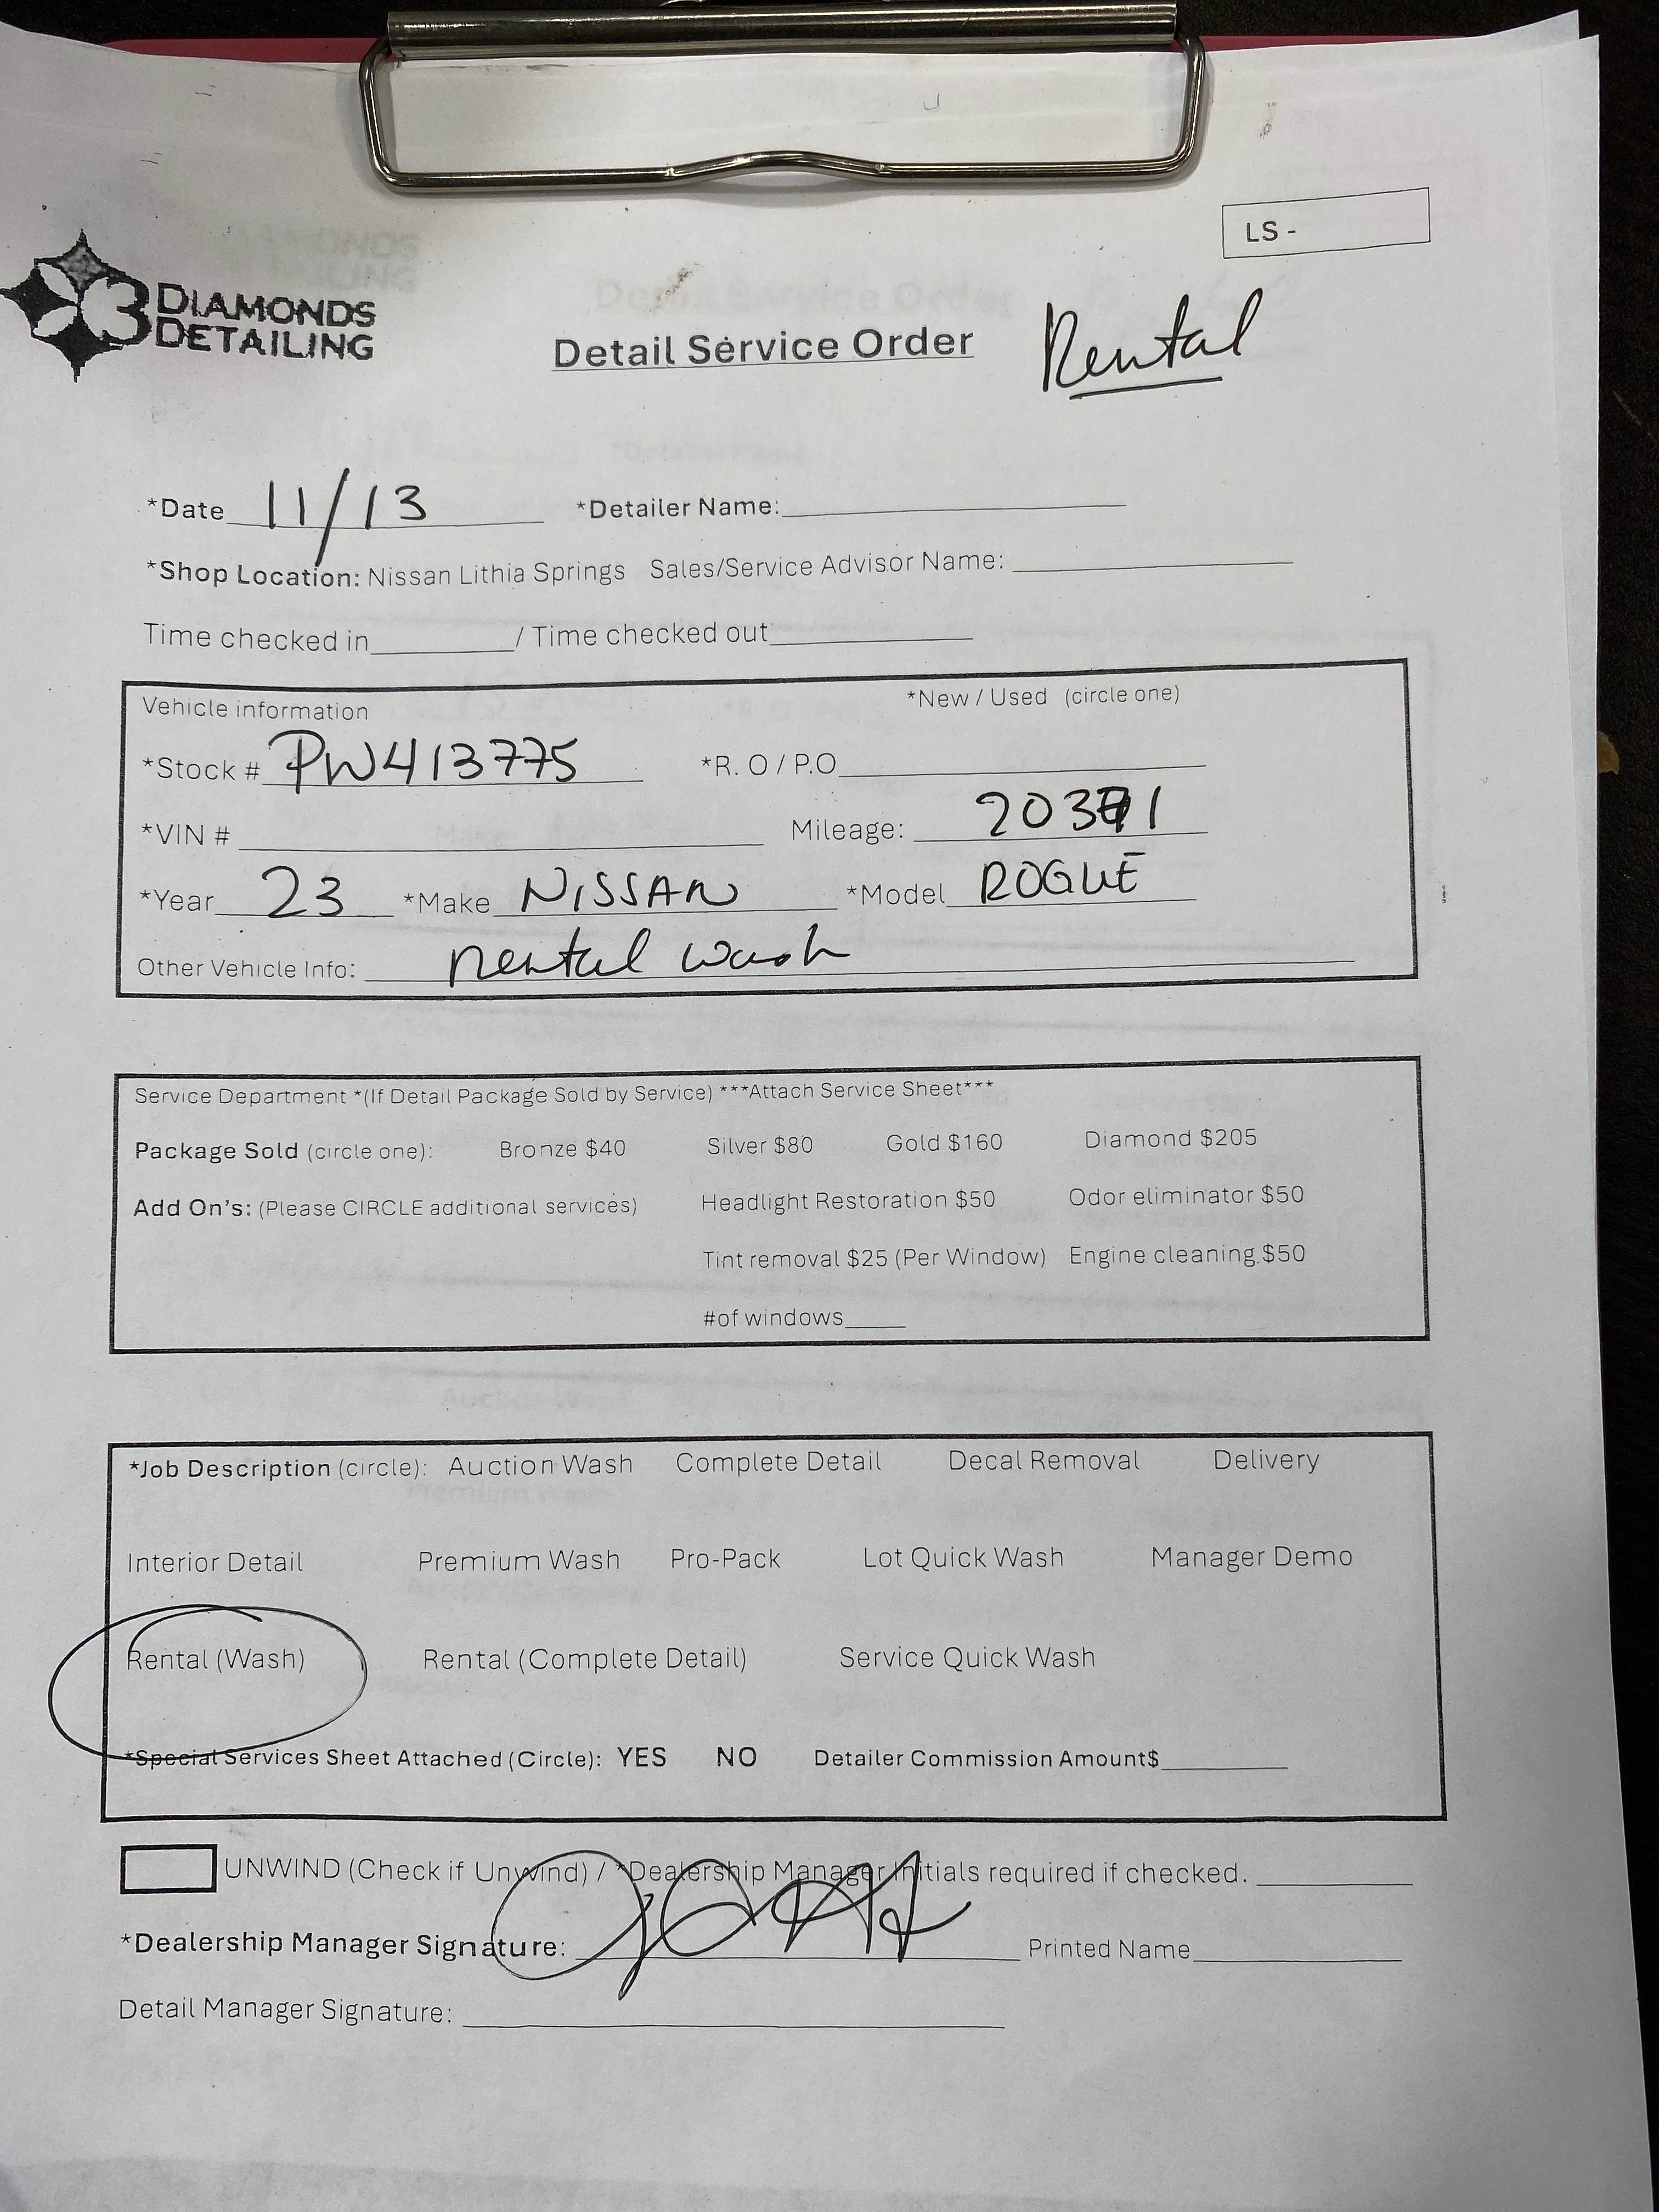 LS -
3 DIAMONDS
DETAILING
Detail Service Order Rental
*Date 11/13 *Detailer Name:
*Shop Location: Nissan Lithia Springs Sales/Service Advisor Name:
Time checked in / Time checked out
Vehicle information *New / Used (circle one)
*Stock # PW413775 *R. O / P.O
*VIN # Mileage:
*Year 23 *Make NISSAN *Model ROGUE
Other Vehicle Info: rental wash
Service Department *(If Detail Package Sold by Service) ***Attach Service Sheet***
Package Sold (circle one): Bronze $40 Silver $80 Gold $160 Diamond $205
Add On's: (Please CIRCLE additional services) Headlight Restoration $50 Odor eliminator $50
Tint removal $25 (Per Window) Engine cleaning $50
#of windows
*Job Description (circle): Auction Wash Complete Detail Decal Removal Delivery
Interior Detail Premium Wash Pro-Pack Lot Quick Wash Manager Demo
Rental (Wash) Rental (Complete Detail) Service Quick Wash
*Special Services Sheet Attached (Circle): YES NO Detailer Commission Amount$
UNWIND (Check if Unwind) / *Dealership Manager Initials required if checked.
*Dealership Manager Signature: Printed Name
Detail Manager Signature: